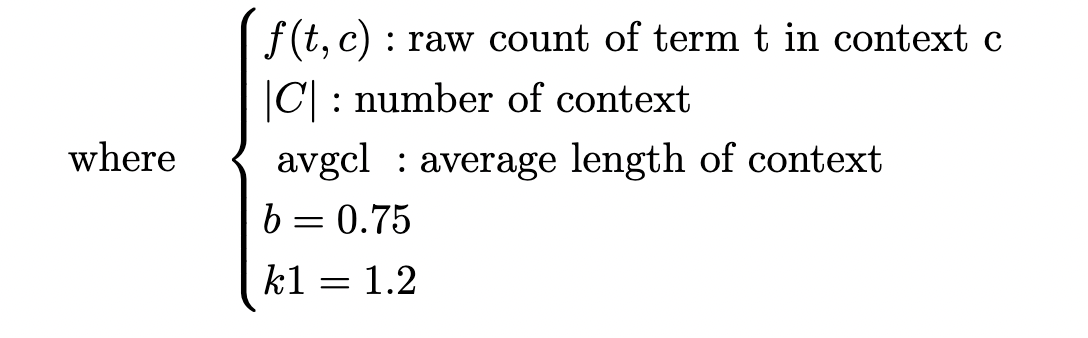 f(t, c) : raw count of term t in context c
|C| : number of context
where avgcl : average length of context
b = 0.75
k1 = 1.2